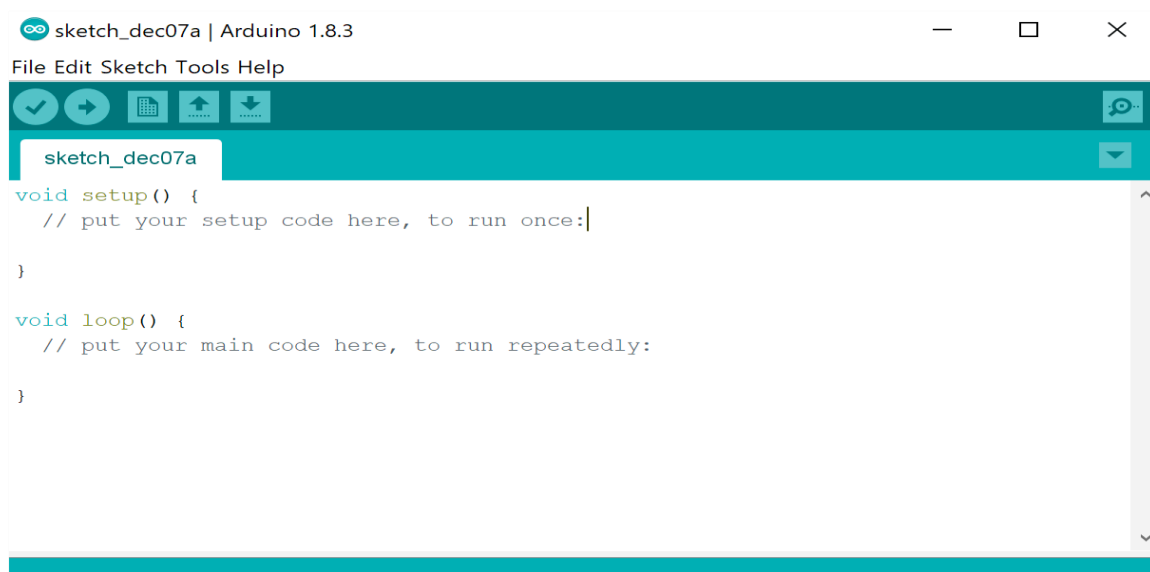 sketch_dec07a | Arduino 1.8.3
File Edit Sketch Tools Help
sketch_dec07a
void setup() {
  // put your setup code here, to run once:

}

void loop() {
  // put your main code here, to run repeatedly:

}